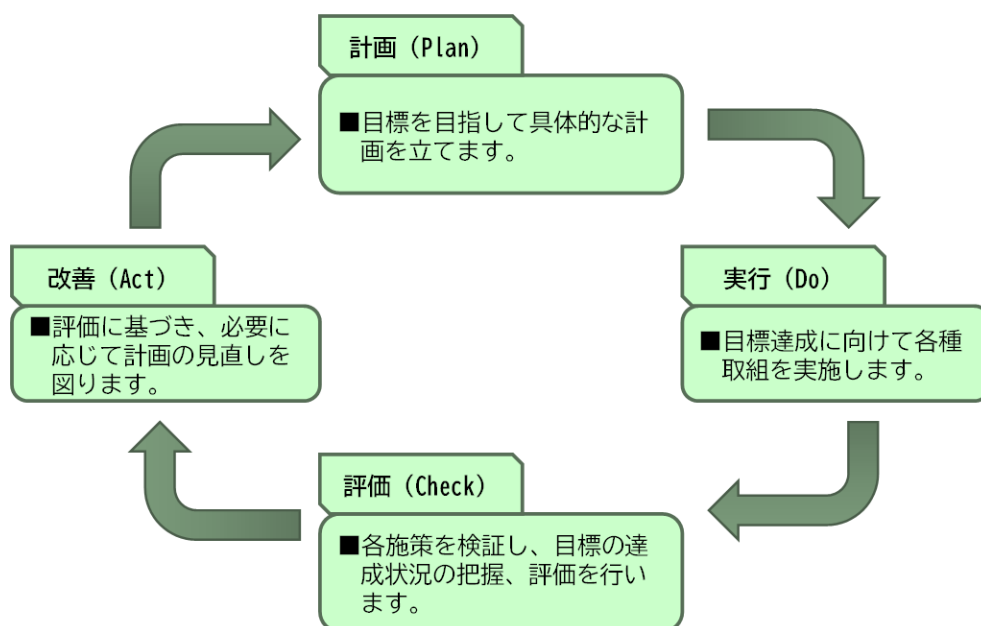 計画（Plan）
■目標を目指して具体的な計
画を立てます。
実行（Do）
■目標達成に向けて各種
取組を実施します。
評価（Check）
■各施策を検証し、目標の達
成状況の把握、評価を行い
ます。
改善（Act）
■評価に基づき、必要に
応じて計画の見直しを
図ります。